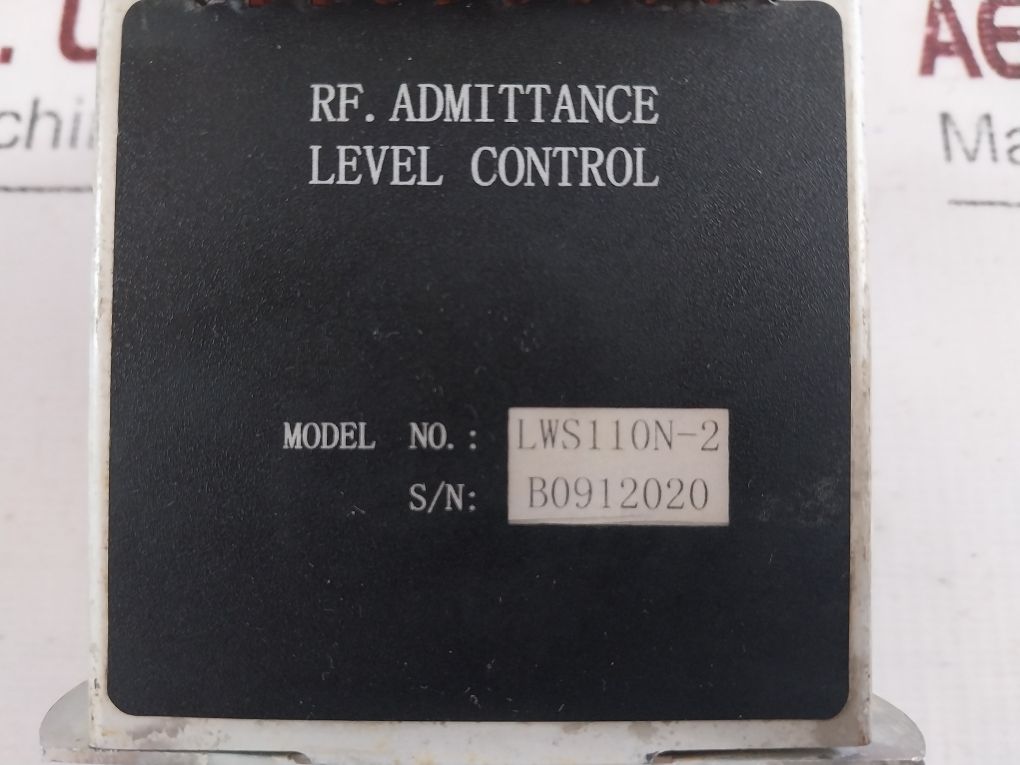 RF. ADMITTANCE
LEVEL CONTROL
MODEL NO.: LWS110N-2
S/N: B0912020